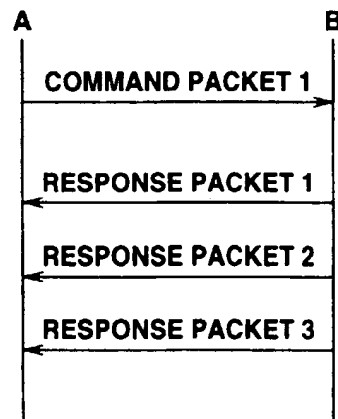 A B
COMMAND PACKET 1
RESPONSE PACKET 1
RESPONSE PACKET 2
RESPONSE PACKET 3